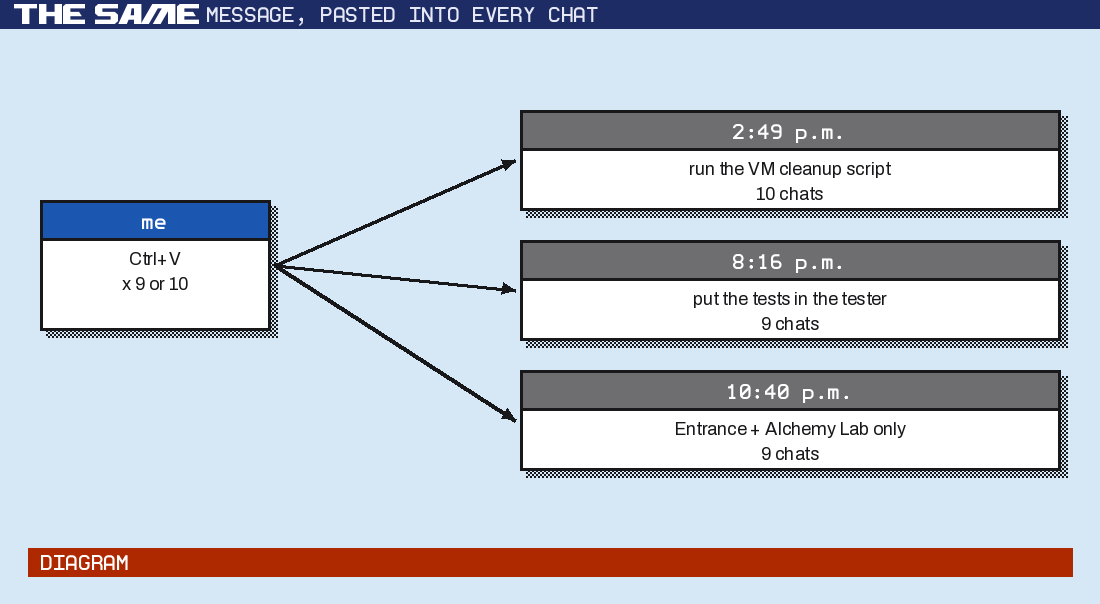 THE SAME MESSAGE, PASTED INTO EVERY CHAT
me
Ctrl+V
x 9 or 10
2:49 p.m.
run the VM cleanup script
10 chats
8:16 p.m.
put the tests in the tester
9 chats
10:40 p.m.
Entrance + Alchemy Lab only
9 chats
DIAGRAM